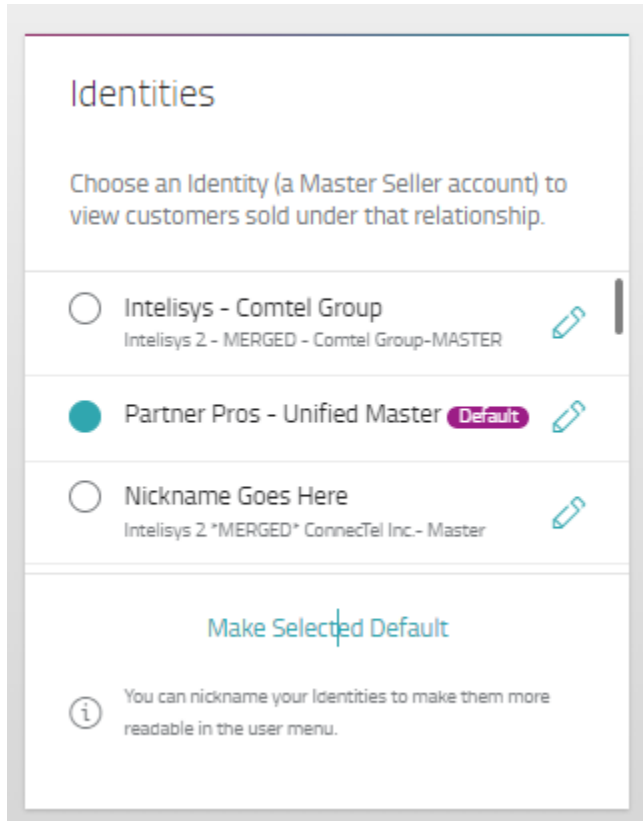 Identities
Choose an Identity (a Master Seller account) to
view customers sold under that relationship.
Intelisys - Comtel Group
Intelisys 2 - MERGED - Comtel Group-MASTER
Partner Pros - Unified Master Default
Nickname Goes Here
Intelisys 2 *MERGED* ConnecTel Inc.- Master
Make Selected Default
You can nickname your Identities to make them more
readable in the user menu.